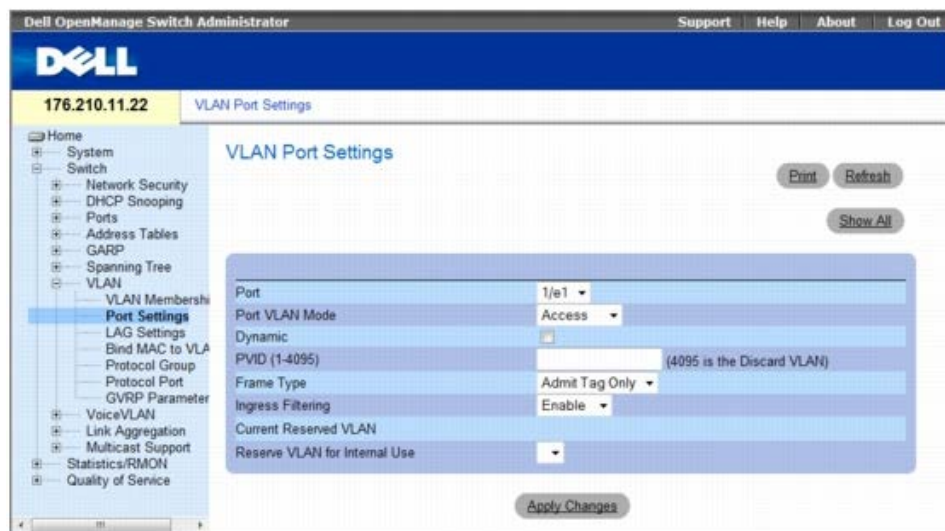 Dell OpenManage Switch Administrator Support Help About Log Out
DELL
176.210.11.22 VLAN Port Settings
Home
System
Switch
Network Security
DHCP Snooping
Ports
Address Tables
GARP
Spanning Tree
VLAN
VLAN Membershi
Port Settings
LAG Settings
Bind MAC to VLA
Protocol Group
Protocol Port
GVRP Parameter
VoiceVLAN
Link Aggregation
Multicast Support
Statistics/RMON
Quality of Service
VLAN Port Settings
Print Refresh
Show All
Port 1/e1
Port VLAN Mode Access
Dynamic
PVID (1-4095) (4095 is the Discard VLAN)
Frame Type Admit Tag Only
Ingress Filtering Enable
Current Reserved VLAN
Reserve VLAN for Internal Use
Apply Changes